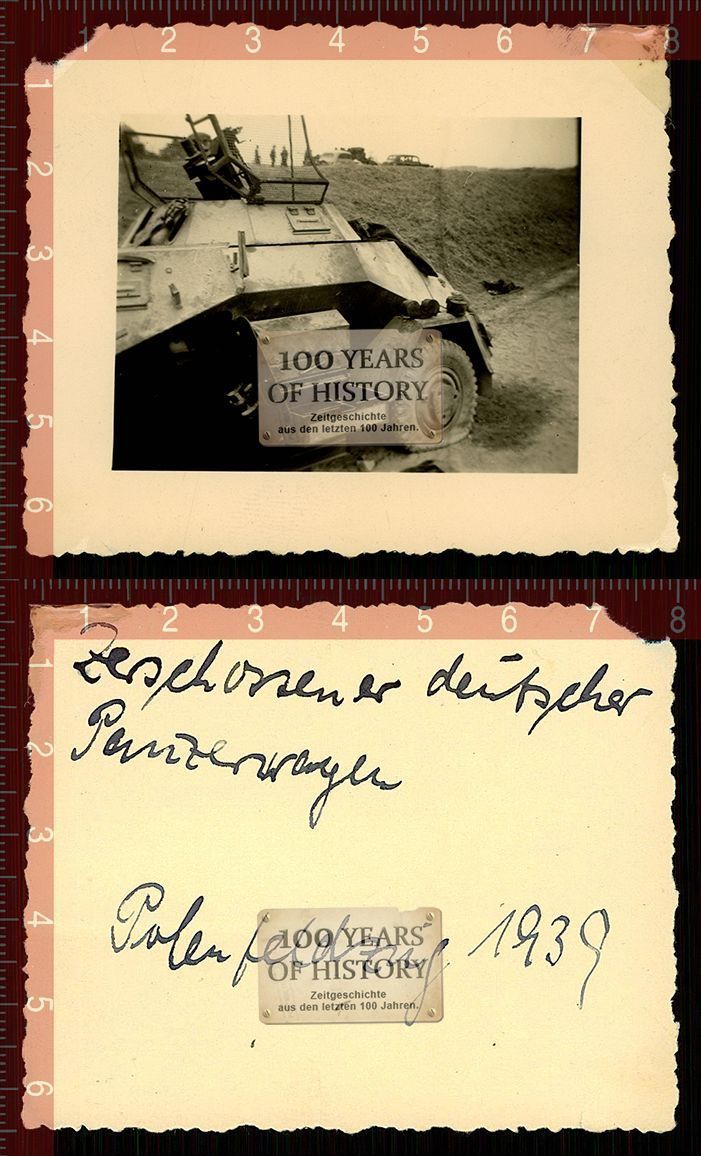 1 2 3 4 5 6 7 8
1
2
3
4
5
6
100 YEARS
OF HISTORY
Zeitgeschichte
aus den letzten 100 Jahren.
1 2 3 4 5 6 7 8
1
2
3
4
5
6
Zerschossener deutscher
Panzerwagen
Polenfeldzug 1939
100 YEARS
OF HISTORY
Zeitgeschichte
aus den letzten 100 Jahren.